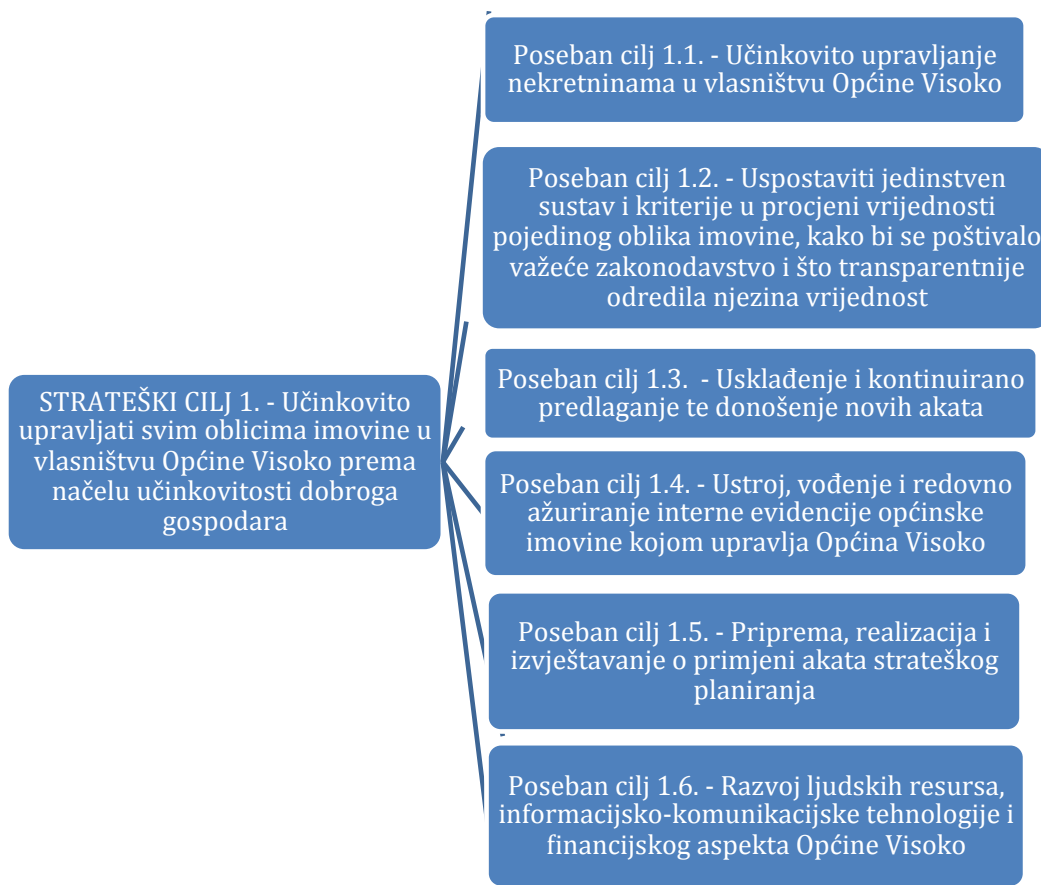 STRATEŠKI CILJ 1. - Učinkovito
upravljati svim oblicima imovine u
vlasništvu Općine Visoko prema
načelu učinkovitosti dobroga
gospodara
Poseban cilj 1.1. - Učinkovito upravljanje
nekretninama u vlasništvu Općine Visoko
Poseban cilj 1.2. - Uspostaviti jedinstven
sustav i kriterije u procjeni vrijednosti
pojedinog oblika imovine, kako bi se poštivalo
važeće zakonodavstvo i što transparentnije
odredila njezina vrijednost
Poseban cilj 1.3. - Usklađenje i kontinuirano
predlaganje te donošenje novih akata
Poseban cilj 1.4. - Ustroj, vođenje i redovno
ažuriranje interne evidencije općinske
imovine kojom upravlja Općina Visoko
Poseban cilj 1.5. - Priprema, realizacija i
izvještavanje o primjeni akata strateškog
planiranja
Poseban cilj 1.6. - Razvoj ljudskih resursa,
informacijsko-komunikacijske tehnologije i
financijskog aspekta Općine Visoko